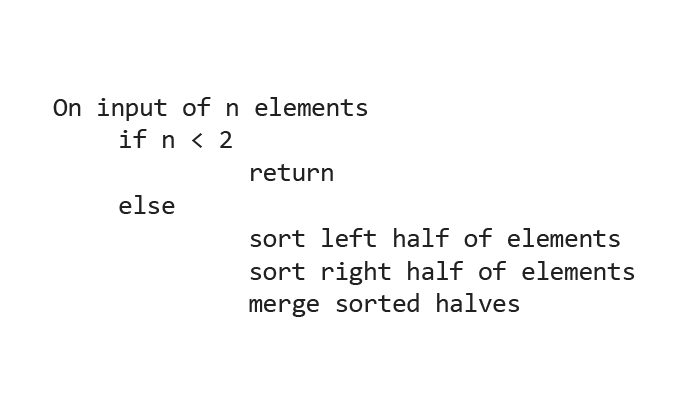 On input of n elements
if n < 2
return
else
sort left half of elements
sort right half of elements
merge sorted halves